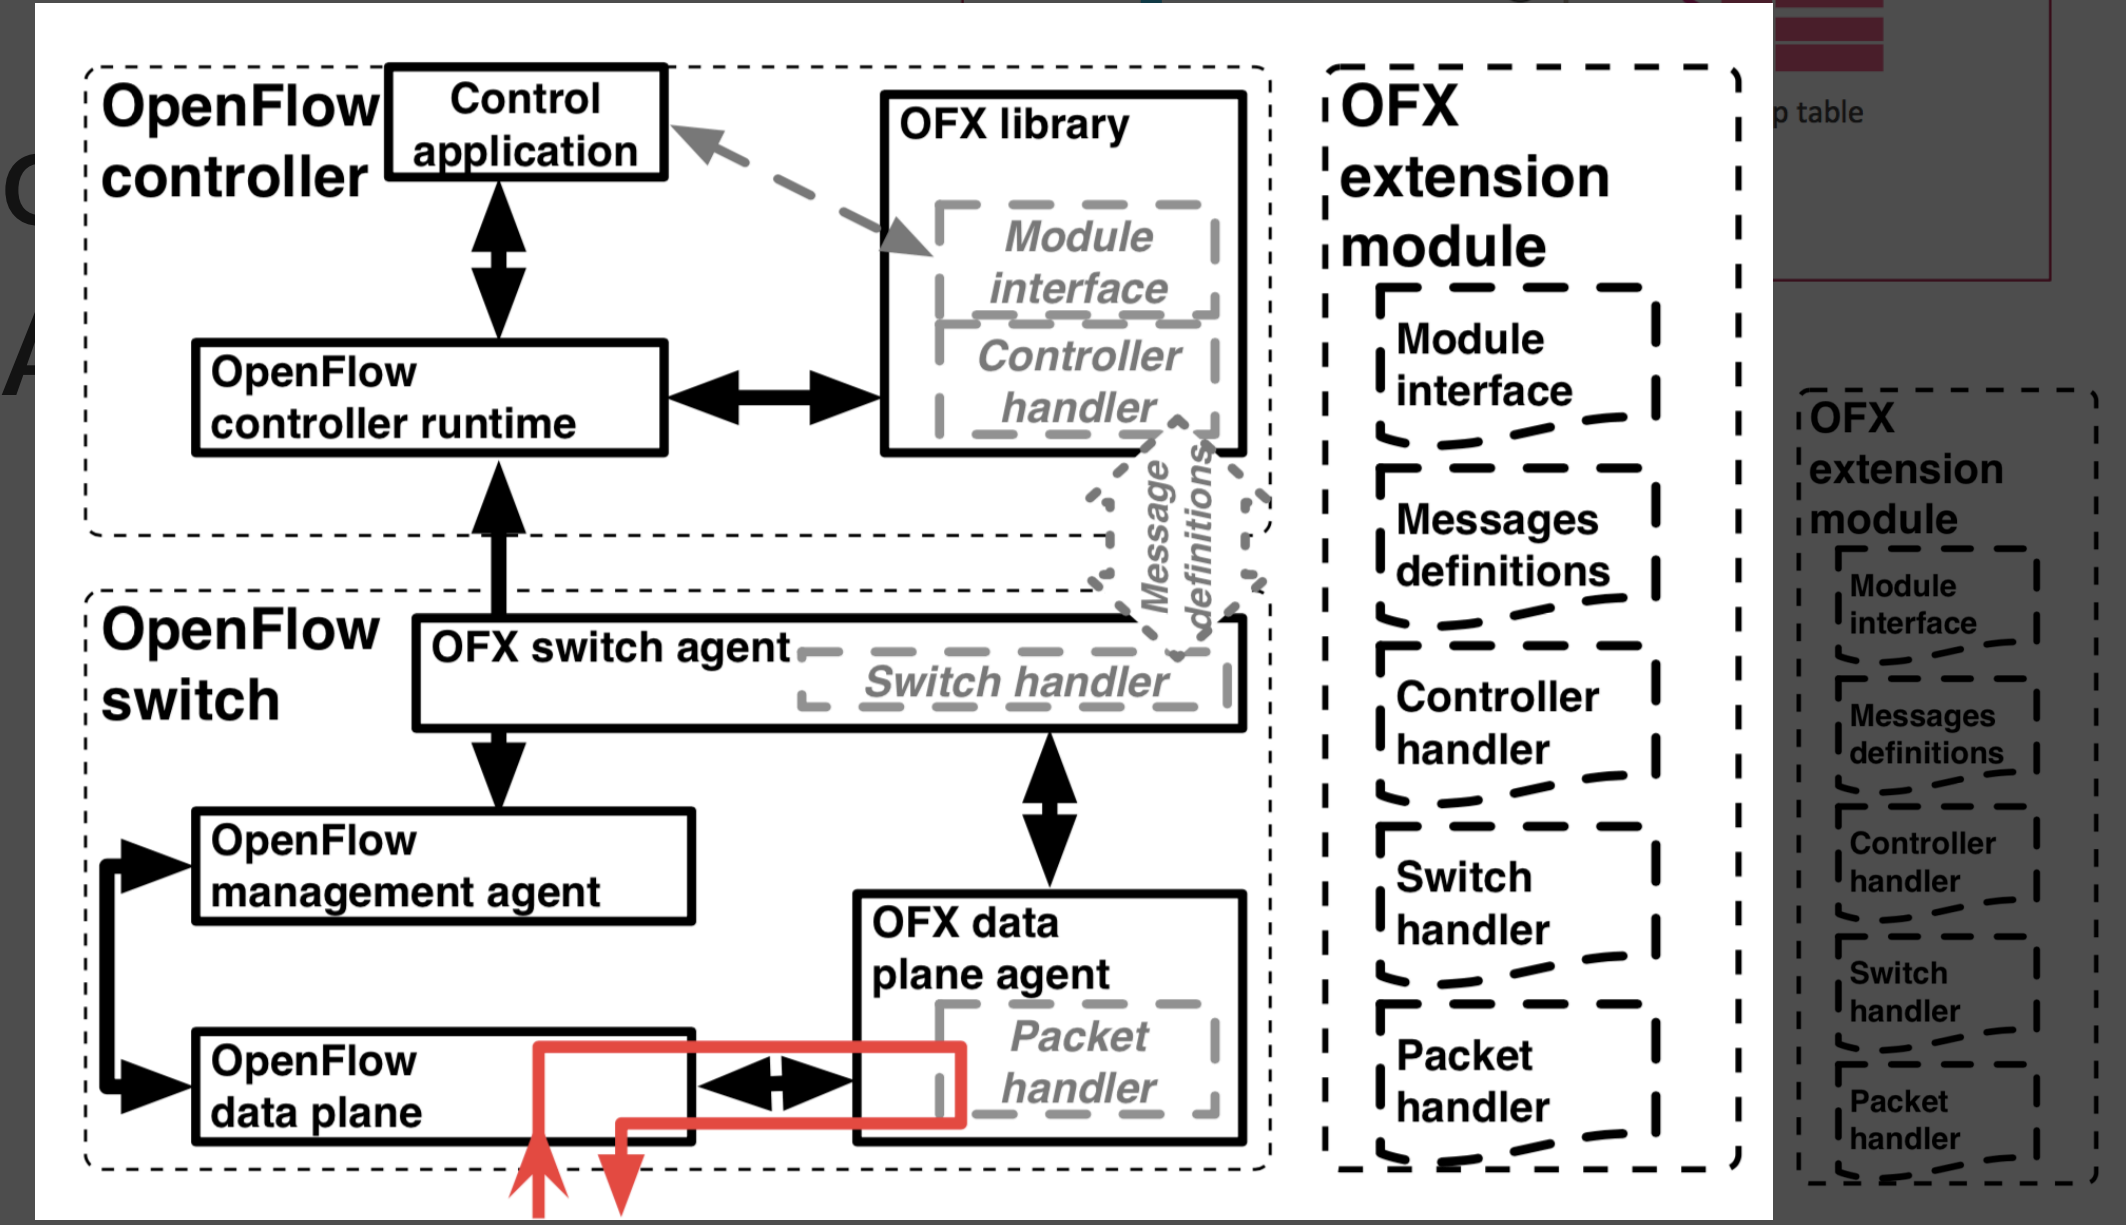 OpenFlow
controller
Control
application
OFX library
Module
interface
Controller
handler
OpenFlow
controller runtime
Message
definitions
OpenFlow
switch
OFX switch agent
Switch handler
OpenFlow
management agent
OFX data
plane agent
Packet
handler
OpenFlow
data plane
OFX
extension
module
Module
interface
Messages
definitions
Controller
handler
Switch
handler
Packet
handler
p table
OFX
extension
module
Module
interface
Messages
definitions
Controller
handler
Switch
handler
Packet
handler